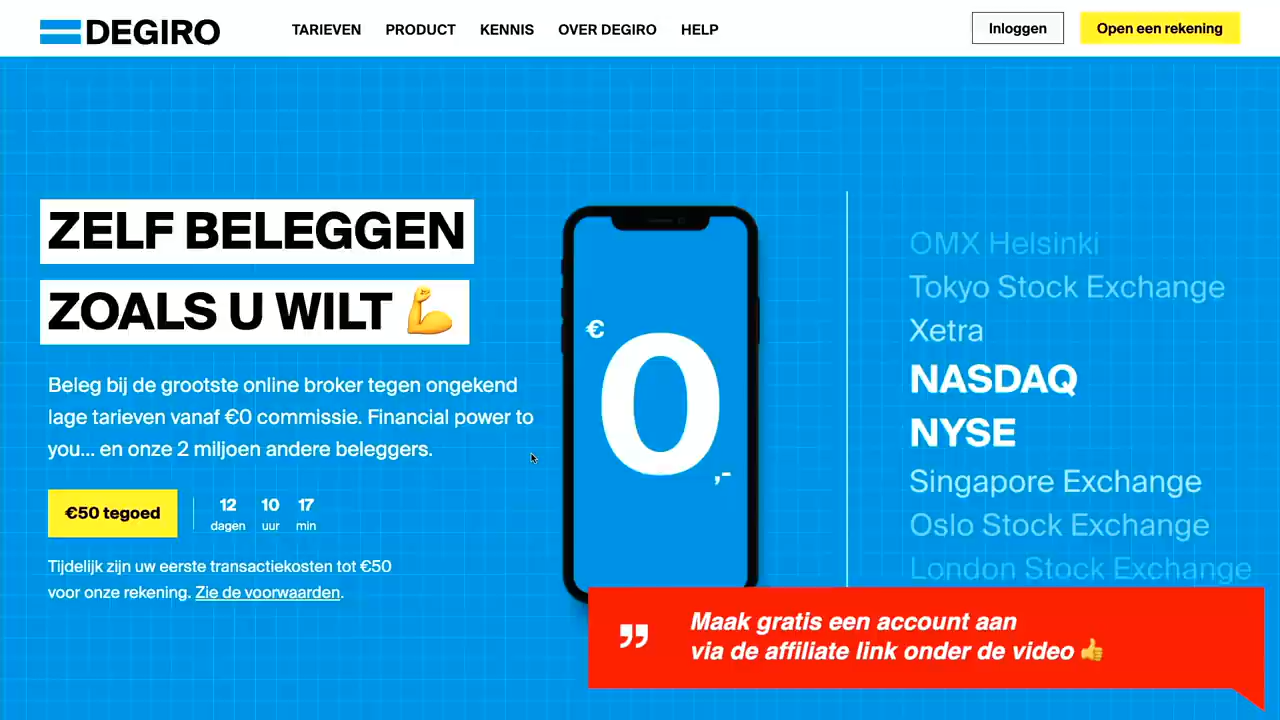 DEGIRO
TARIEVEN PRODUCT KENNIS OVER DEGIRO HELP
Inloggen
Open een rekening
ZELF BELEGGEN
ZOALS U WILT 💪
Beleg bij de grootste online broker tegen ongekend
lage tarieven vanaf €0 commissie. Financial power to
you... en onze 2 miljoen andere beleggers.
€50 tegoed
12 10 17
dagen uur min
Tijdelijk zijn uw eerste transactiekosten tot €50
voor onze rekening. Zie de voorwaarden.
€ 0 ,-
OMX Helsinki
Tokyo Stock Exchange
Xetra
NASDAQ
NYSE
Singapore Exchange
Oslo Stock Exchange
London Stock Exchange
” Maak gratis een account aan
via de affiliate link onder de video 👍